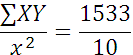 ∑XY/x² = 1533/10